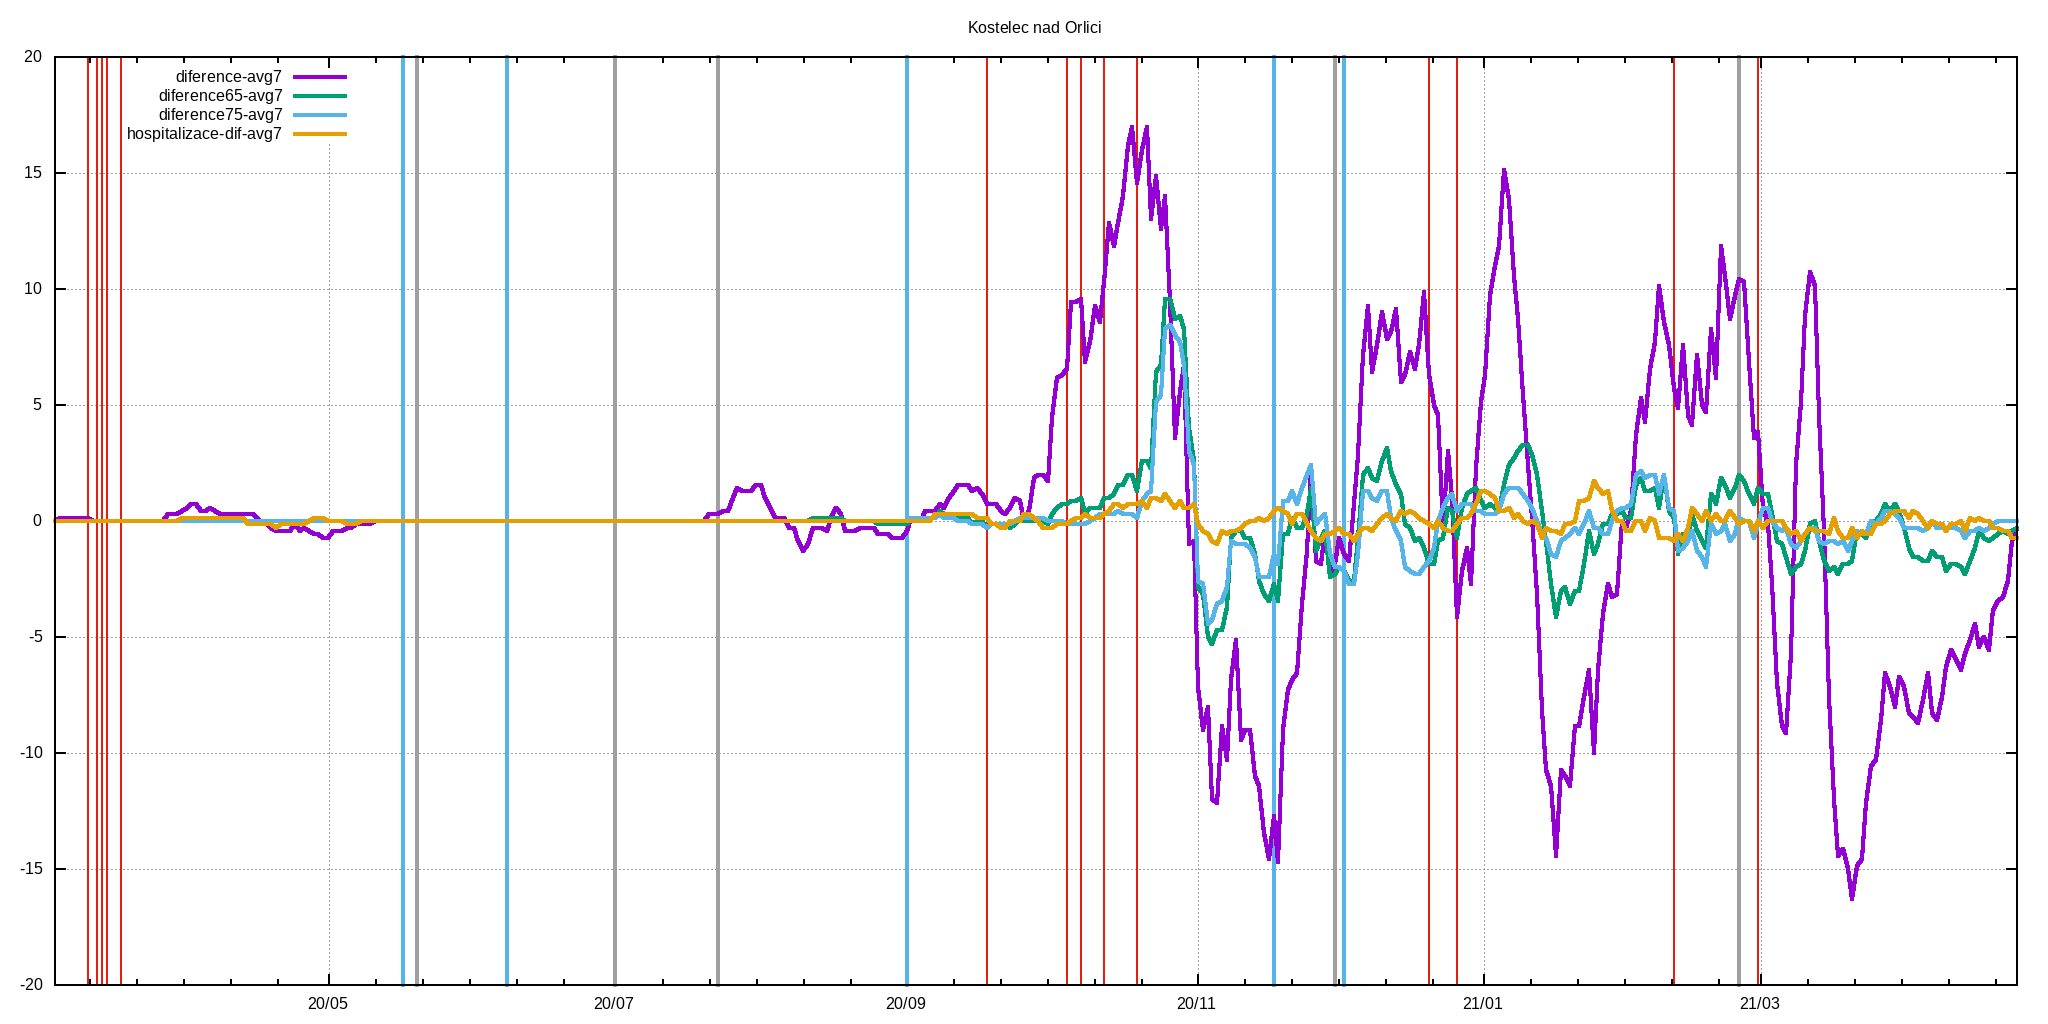 Kostelec nad Orlici
20
diference-avg7
diference65-avg7
diference75-avg7
hospitalizace-dif-avg7
15
10
5
0
-5
-10
-15
-20
20/05 20/07 20/09 20/11 21/01 21/03